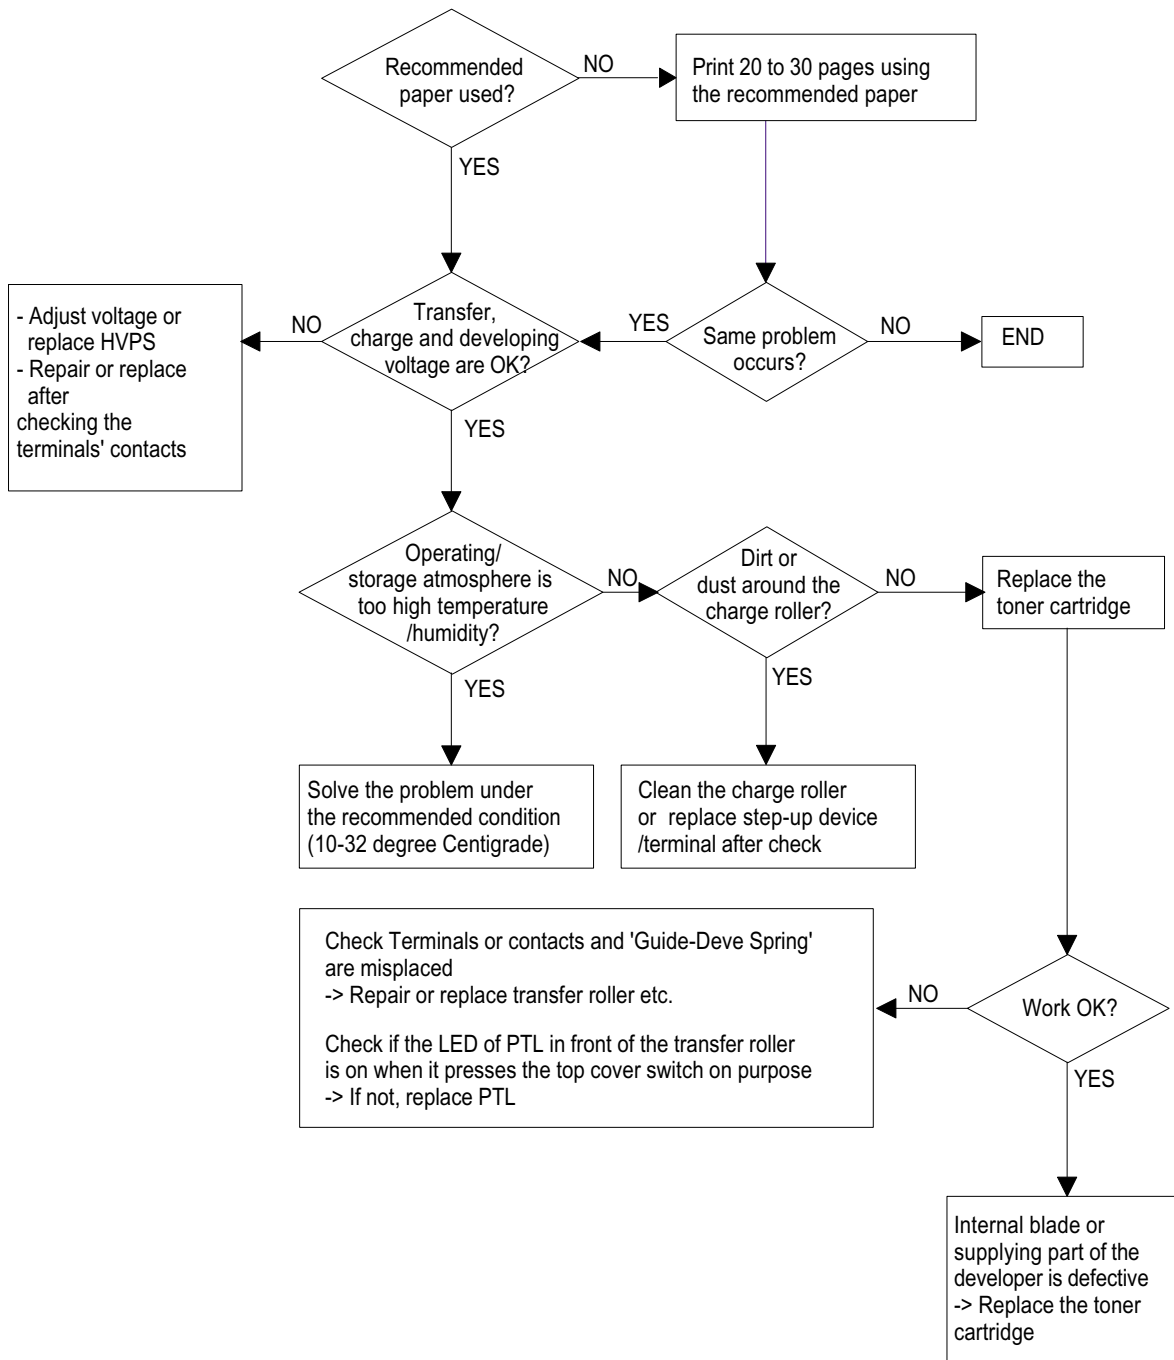 Recommended
paper used?
NO
Print 20 to 30 pages using
the recommended paper
YES
- Adjust voltage or
replace HVPS
- Repair or replace
after
checking the
terminals' contacts
NO
Transfer,
charge and developing
voltage are OK?
YES
Same problem
occurs?
NO
END
YES
Operating/
storage atmosphere is
too high temperature
/humidity?
NO
Dirt or
dust around the
charge roller?
NO
Replace the
toner cartridge
YES
YES
Solve the problem under
the recommended condition
(10-32 degree Centigrade)
Clean the charge roller
or replace step-up device
/terminal after check
Check Terminals or contacts and 'Guide-Deve Spring'
are misplaced
-> Repair or replace transfer roller etc.
Check if the LED of PTL in front of the transfer roller
is on when it presses the top cover switch on purpose
-> If not, replace PTL
NO
Work OK?
YES
Internal blade or
supplying part of the
developer is defective
-> Replace the toner
cartridge